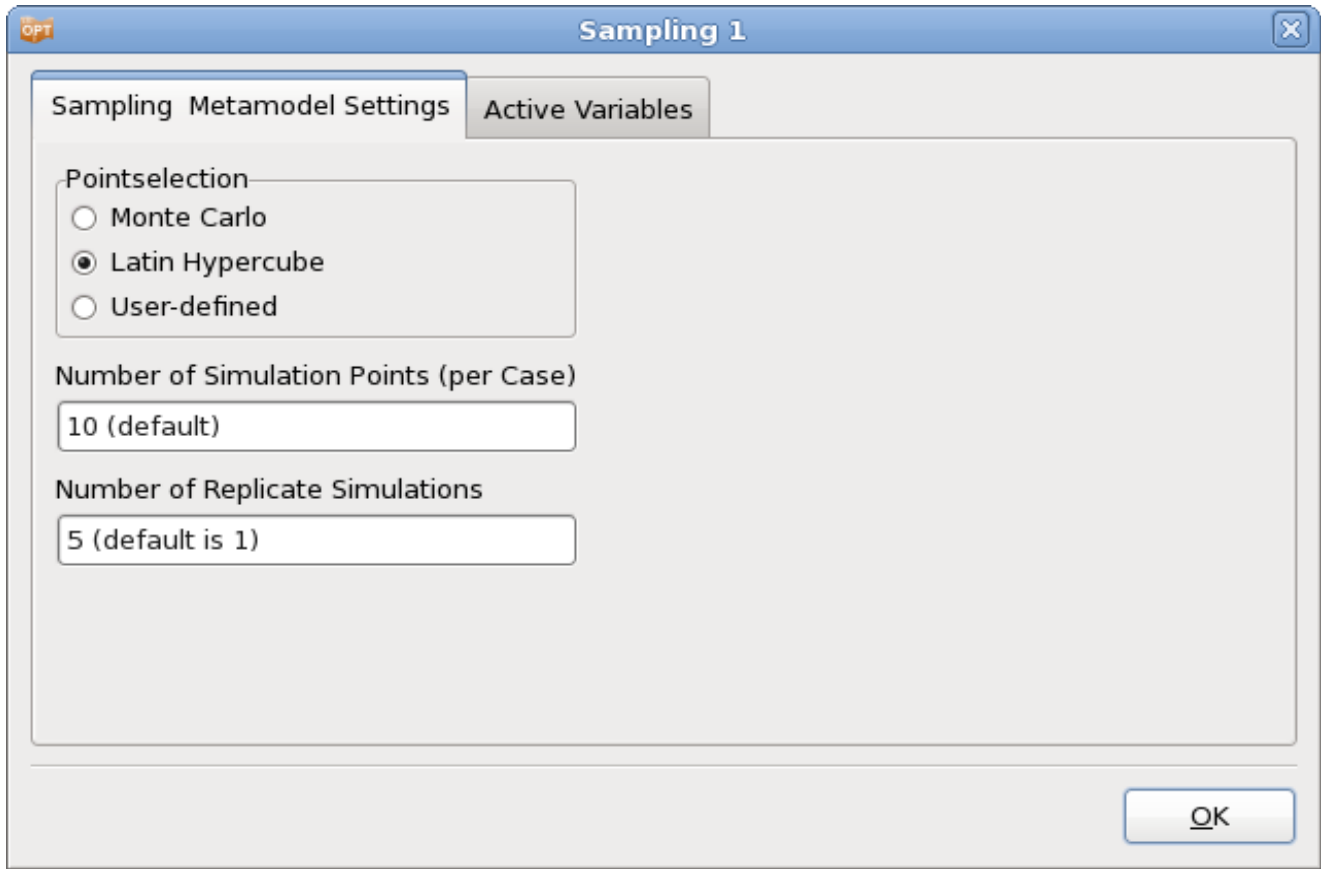 OPT
Sampling 1
Sampling Metamodel Settings
Active Variables
Pointselection
Monte Carlo
Latin Hypercube
User-defined
Number of Simulation Points (per Case)
10 (default)
Number of Replicate Simulations
5 (default is 1)
OK